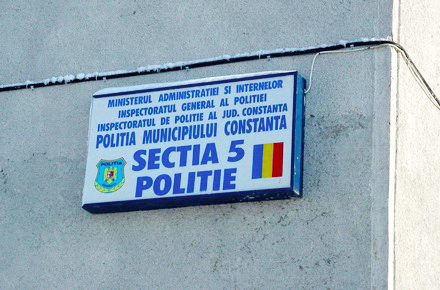 MINISTERUL ADMINISTRATIEI SI INTERNELOR
INSPECTORATUL GENERAL AL POLITIEI
INSPECTORATUL DE POLITIE AL JUD. CONSTANTA
POLITIA MUNICIPIULUI CONSTANTA
SECTIA 5
POLITIE
POLITIA